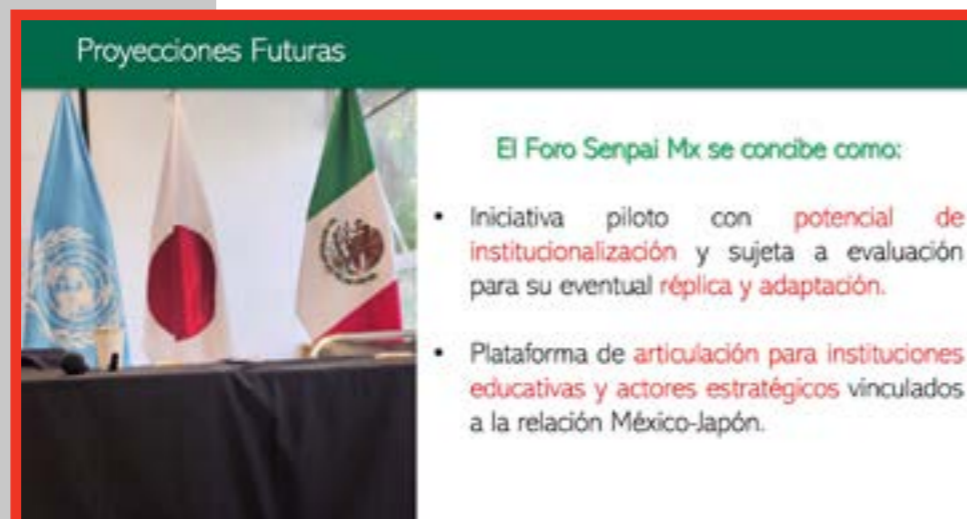 Proyecciones Futuras
El Foro Senpai Mx se concibe como:
• Iniciativa piloto con potencial de
institucionalización y sujeta a evaluación
para su eventual réplica y adaptación.
• Plataforma de articulación para instituciones
educativas y actores estratégicos vinculados
a la relación México-Japón.